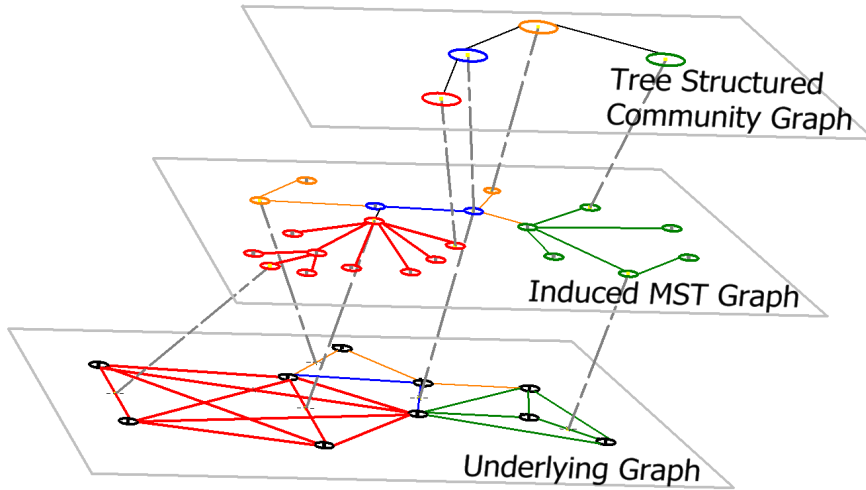 Tree Structured
Community Graph
Induced MST Graph
Underlying Graph